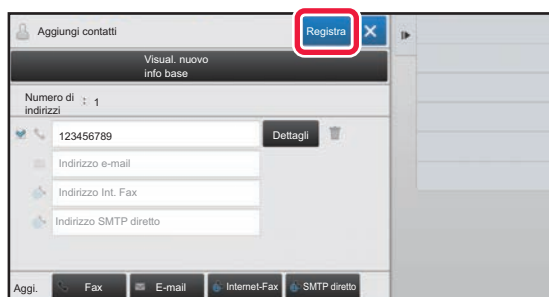 Aggiungi contatti
Registra
Visual. nuovo
info base
Numero di
indirizzi : 1
123456789
Dettagli
Indirizzo e-mail
Indirizzo Int. Fax
Indirizzo SMTP diretto
Aggi.
Fax
E-mail
Internet-Fax
SMTP diretto